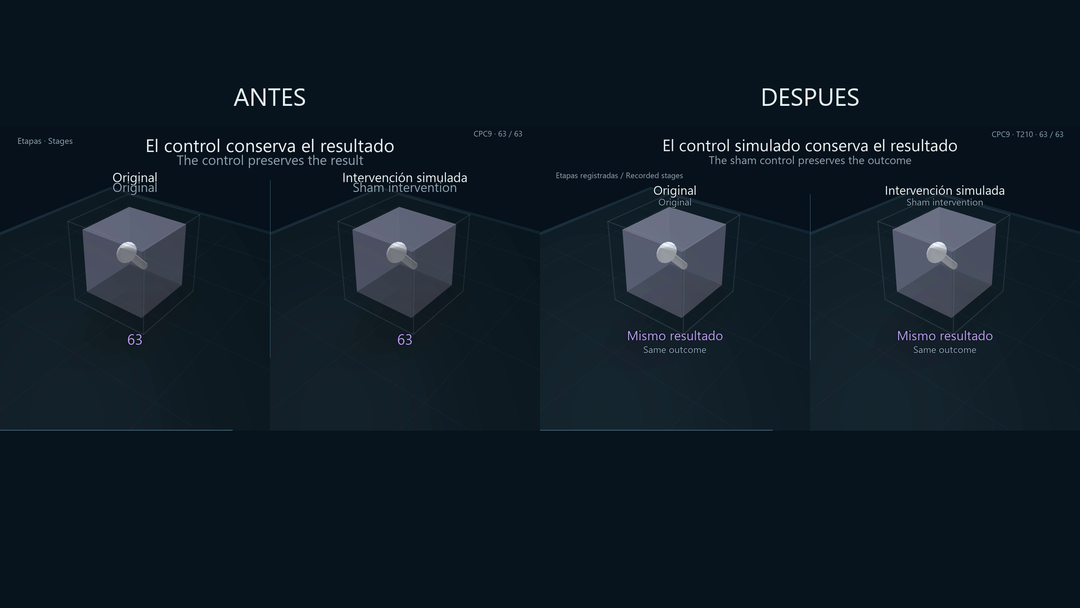 ANTES
CPC9 · 63 / 63
Etapas · Stages
El control conserva el resultado
The control preserves the result
Original
Original
Intervención simulada
Sham intervention
63
63
DESPUES
CPC9 · T210 · 63 / 63
El control simulado conserva el resultado
The sham control preserves the outcome
Etapas registradas / Recorded stages
Original
Original
Intervención simulada
Sham intervention
Mismo resultado
Same outcome
Mismo resultado
Same outcome